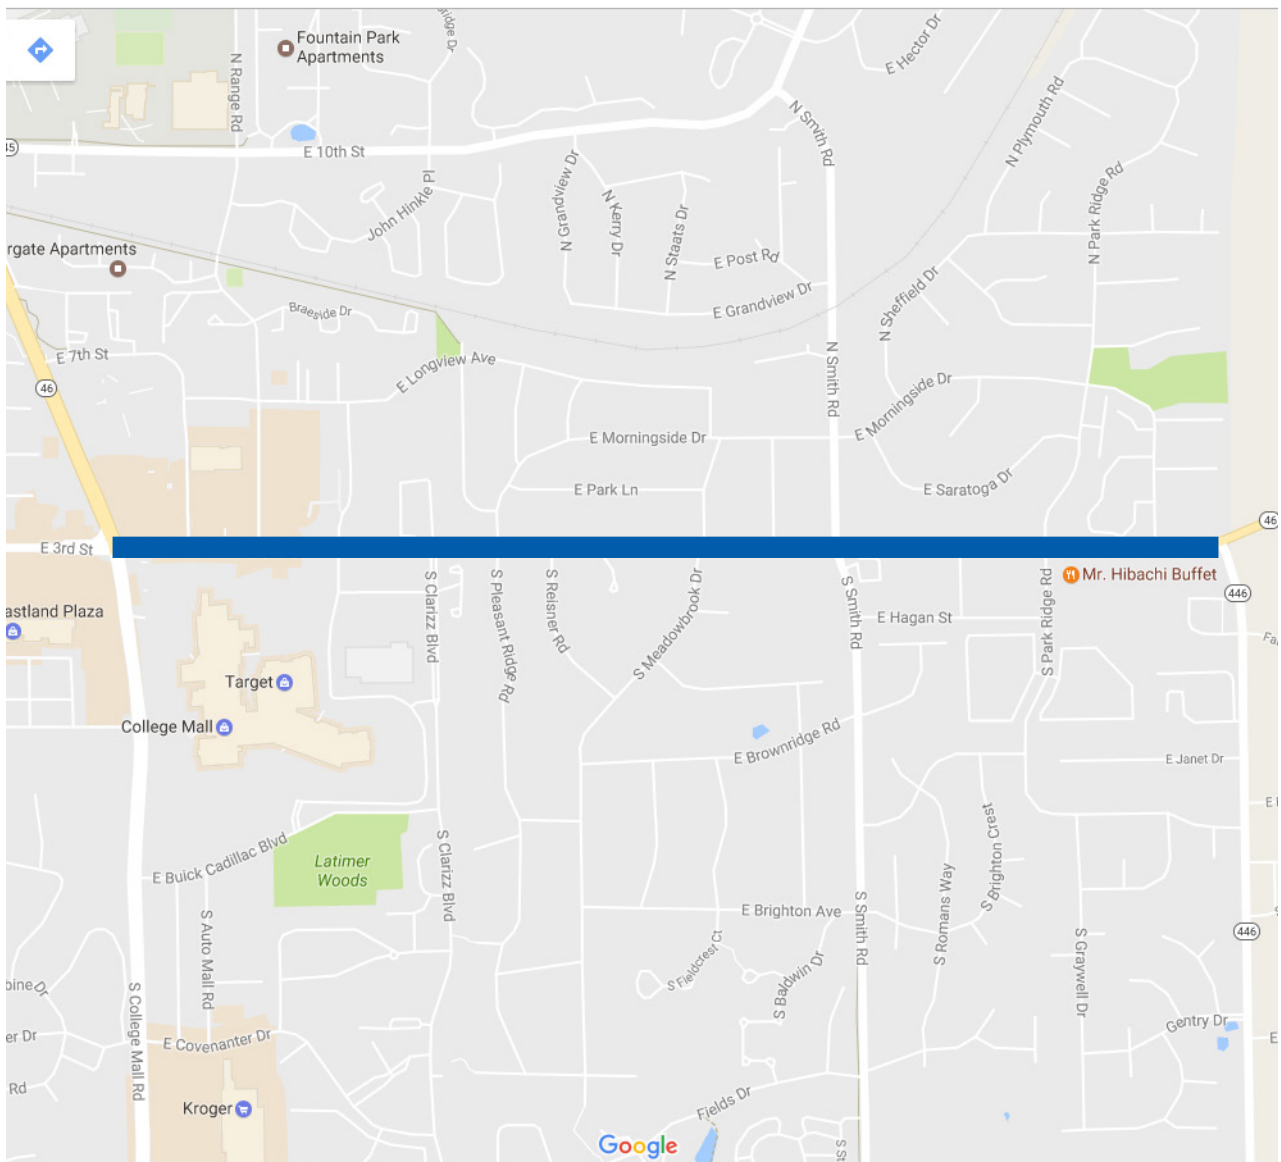 Fountain Park
Apartments
E Hector Dr
N Range Rd
N Smith Rd
N Plymouth Rd
E 10th St
N Grandview Dr
John Hinkle Pl
N Kerry Dr
N Staats Dr
N Park Ridge Rd
Apartments
E Post Rd
E Grandview Dr
N Sheffield Dr
Braeside Dr
E 7th St
E Longview Ave
46
N Smith Rd
E Morningside Dr
E Morningside Dr
E Park Ln
E Saratoga Dr
46
E 3rd St
Mr. Hibachi Buffet
446
S Clarizz Blvd
S Pleasant Ridge Rd
S Reisner Rd
S Meadowbrook Dr
S Smith Rd
E Hagan St
S Park Ridge Rd
Plaza
Target
College Mall
E Brownridge Rd
E Janet Dr
E Buick Cadillac Blvd
Latimer
Woods
S Clarizz Blvd
S Brighton Crest
E Brighton Ave
S Smith Rd
S Romans Way
S Auto Mall Rd
S Graywell Dr
446
S Fieldcrest Ct
S Baldwin Dr
S College Mall Rd
E Covenanter Dr
Gentry Dr
Rd
Kroger
Fields Dr
Google